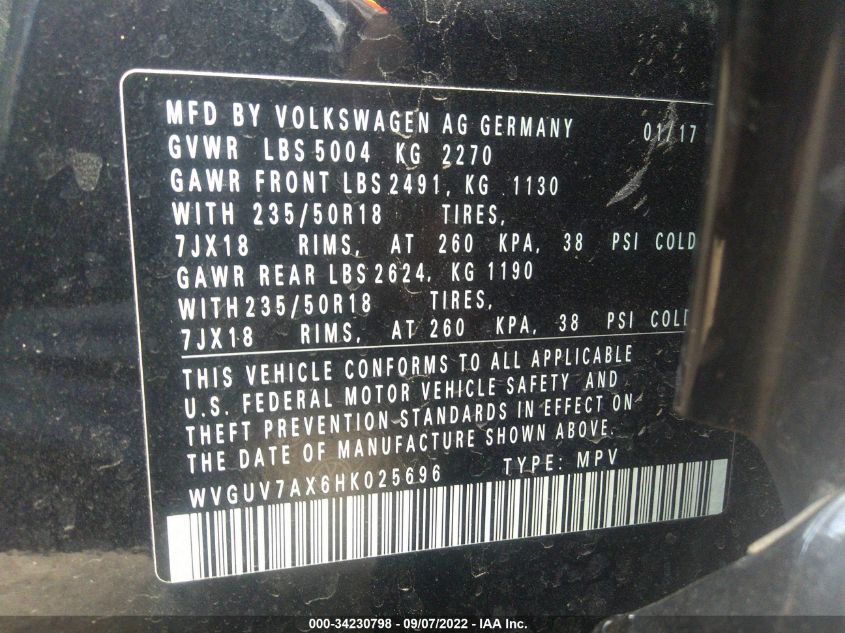 MFD BY VOLKSWAGEN AG GERMANY 01/17
GVWR LBS 5004 KG 2270
GAWR FRONT LBS 2491, KG 1130
WITH 235/50R18 TIRES,
7JX18 RIMS, AT 260 KPA, 38 PSI COLD
GAWR REAR LBS 2624, KG 1190
WITH 235/50R18 TIRES,
7JX18 RIMS, AT 260 KPA, 38 PSI COLD
THIS VEHICLE CONFORMS TO ALL APPLICABLE
U.S. FEDERAL MOTOR VEHICLE SAFETY AND
THEFT PREVENTION STANDARDS IN EFFECT ON
THE DATE OF MANUFACTURE SHOWN ABOVE.
WVGUV7AX6HK025696 TYPE: MPV
000-34230798 - 09/07/2022 - IAA Inc.